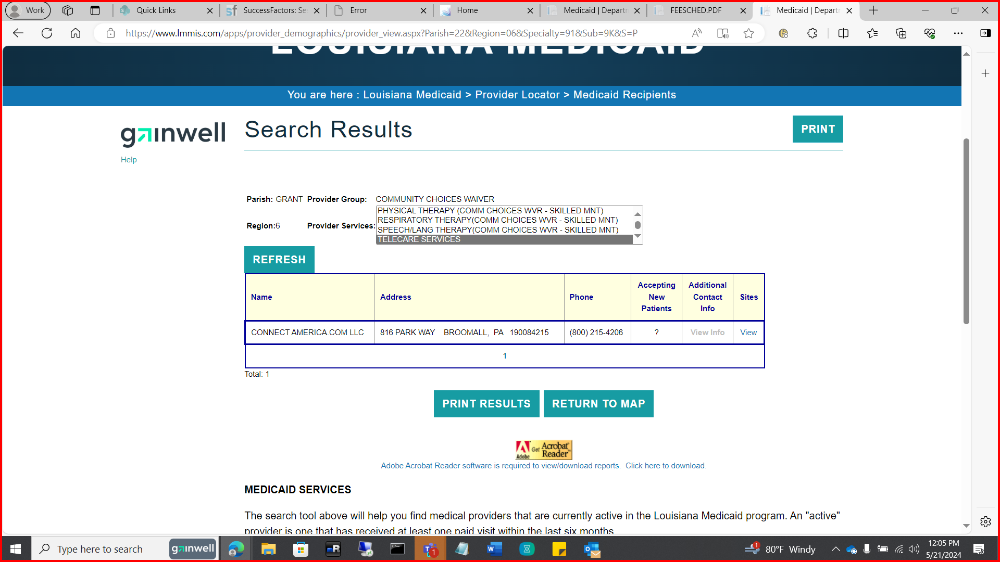 Work
Quick Links
SuccessFactors: Se
Error
Home
Medicaid | Departm
FEESCHED.PDF
Medicaid | Departm
https://www.lmmis.com/apps/provider_demographics/provider_view.aspx?Parish=22&Region=06&Specialty=91&Sub=9K&S=P
LOUISIANA MEDICAID
You are here : Louisiana Medicaid > Provider Locator > Medicaid Recipients
gainwell
Search Results
PRINT
Help
Parish: GRANT Provider Group: COMMUNITY CHOICES WAIVER
PHYSICAL THERAPY (COMM CHOICES WVR - SKILLED MNT)
RESPIRATORY THERAPY(COMM CHOICES WVR - SKILLED MNT)
Region:6 Provider Services:
SPEECH/LANG THERAPY(COMM CHOICES WVR - SKILLED MNT)
TELECARE SERVICES
REFRESH
Name Address Phone Accepting New Patients Additional Contact Info Sites
CONNECT AMERICA.COM LLC 816 PARK WAY BROOMALL, PA 190084215 (800) 215-4206 ? View Info View
1
Total: 1
PRINT RESULTS RETURN TO MAP
Adobe Get Acrobat Reader
Adobe Acrobat Reader software is required to view/download reports. Click here to download.
MEDICAID SERVICES
The search tool above will help you find medical providers that are currently active in the Louisiana Medicaid program. An "active"
provider is one that has received at least one paid visit within the last six months
Type here to search
gainwell
mR
1
1
80°F Windy
12:05 PM
5/21/2024